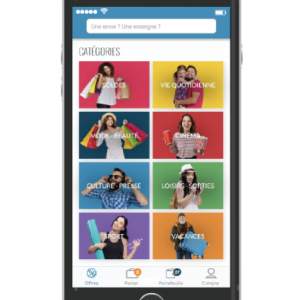 Une envie ? Une enseigne ?
CATÉGORIES
SOLDES
VIE QUOTIDIENNE
MODE - BEAUTÉ
CINÉMA
CULTURE - PRESSE
LOISIRS - SORTIES
SPORT
VACANCES
Offres
Panier
Portefeuille
Compte